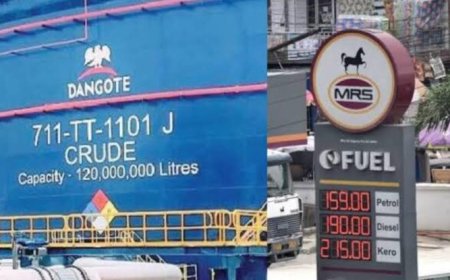 DANGOTE
711-TT-1101 J
CRUDE
Capacity - 120,000,000 Litres
MRS
FUEL
159.00 Petrol
190.00 Diesel
215.00 Kero